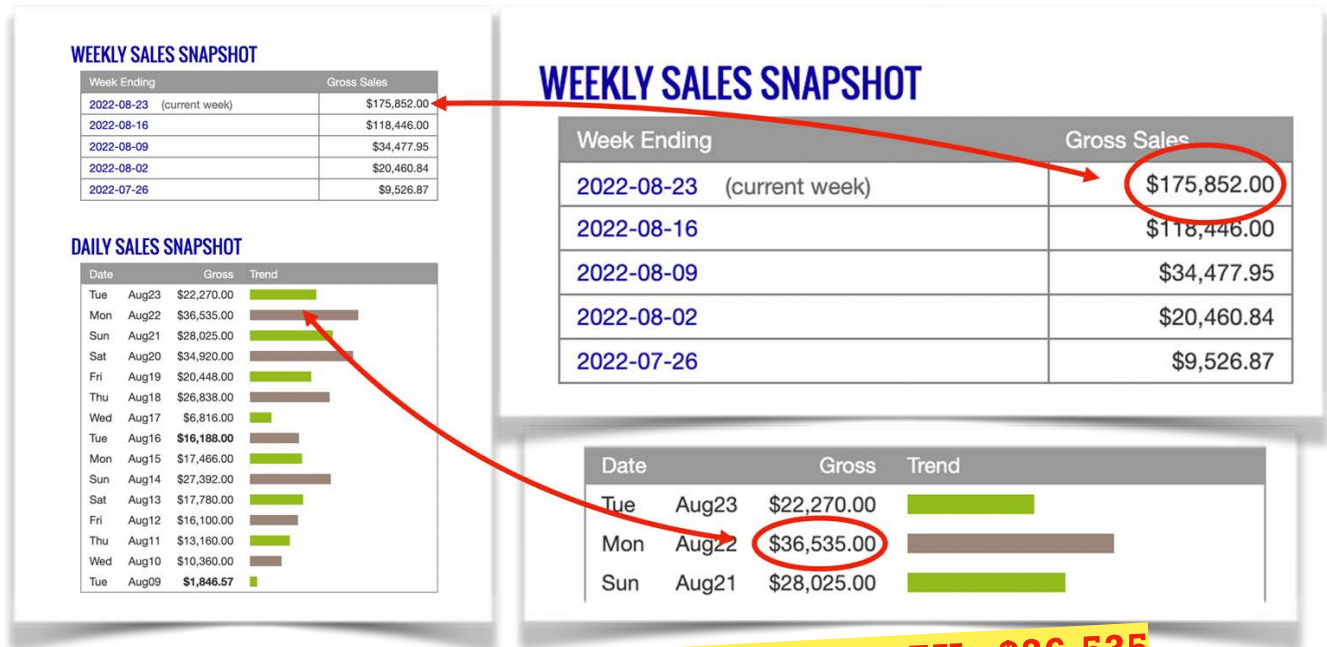 WEEKLY SALES SNAPSHOT
Week Ending Gross Sales
2022-08-23 (current week) $175,852.00
2022-08-16 $118,446.00
2022-08-09 $34,477.95
2022-08-02 $20,460.84
2022-07-26 $9,526.87
DAILY SALES SNAPSHOT
Date Gross Trend
Tue Aug23 $22,270.00
Mon Aug22 $36,535.00
Sun Aug21 $28,025.00
Sat Aug20 $34,920.00
Fri Aug19 $20,448.00
Thu Aug18 $26,838.00
Wed Aug17 $6,816.00
Tue Aug16 $16,188.00
Mon Aug15 $17,466.00
Sun Aug14 $27,392.00
Sat Aug13 $17,780.00
Fri Aug12 $16,100.00
Thu Aug11 $13,160.00
Wed Aug10 $10,360.00
Tue Aug09 $1,846.57
WEEKLY SALES SNAPSHOT
Week Ending Gross Sales
2022-08-23 (current week) $175,852.00
2022-08-16 $118,446.00
2022-08-09 $34,477.95
2022-08-02 $20,460.84
2022-07-26 $9,526.87
Date Gross Trend
Tue Aug23 $22,270.00
Mon Aug22 $36,535.00
Sun Aug21 $28,025.00
$36,535